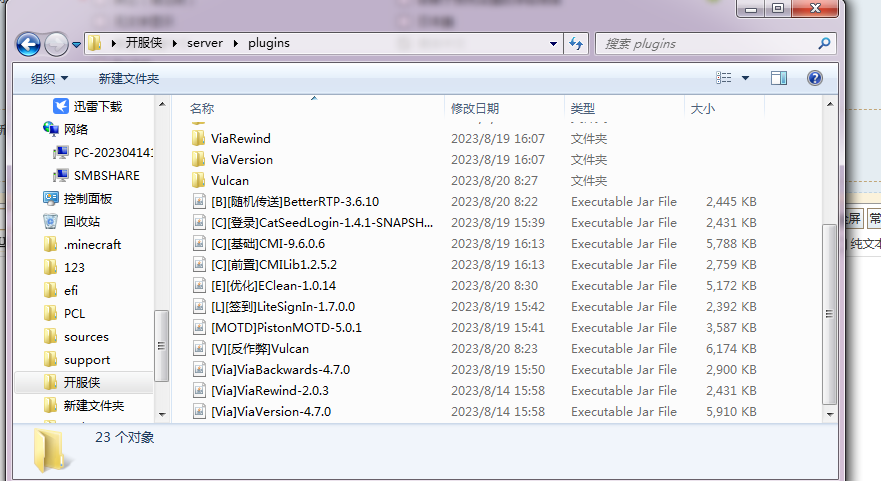 开服侠 ▸ server ▸ plugins
搜索 plugins
组织 新建文件夹
迅雷下载
网络
PC-202304141
SMBSHARE
控制面板
回收站
.minecraft
123
efi
PCL
sources
support
开服侠
新建文件夹
名称 修改日期 类型 大小
ViaRewind 2023/8/19 16:07 文件夹
ViaVersion 2023/8/19 16:07 文件夹
Vulcan 2023/8/20 8:27 文件夹
[B][随机传送]BetterRTP-3.6.10 2023/8/20 8:22 Executable Jar File 2,445 KB
[C][登录]CatSeedLogin-1.4.1-SNAPSH... 2023/8/19 15:39 Executable Jar File 2,431 KB
[C][基础]CMI-9.6.0.6 2023/8/19 16:13 Executable Jar File 5,788 KB
[C][前置]CMILib1.2.5.2 2023/8/19 16:13 Executable Jar File 2,759 KB
[E][优化]EClean-1.0.14 2023/8/20 8:30 Executable Jar File 5,172 KB
[L][签到]LiteSignIn-1.7.0.0 2023/8/19 15:42 Executable Jar File 2,392 KB
[MOTD]PistonMOTD-5.0.1 2023/8/19 15:41 Executable Jar File 3,587 KB
[V][反作弊]Vulcan 2023/8/20 8:23 Executable Jar File 6,174 KB
[Via]ViaBackwards-4.7.0 2023/8/19 15:50 Executable Jar File 2,900 KB
[Via]ViaRewind-2.0.3 2023/8/14 15:58 Executable Jar File 2,431 KB
[Via]ViaVersion-4.7.0 2023/8/14 15:58 Executable Jar File 5,910 KB
23 个对象
屏 常
纯文本